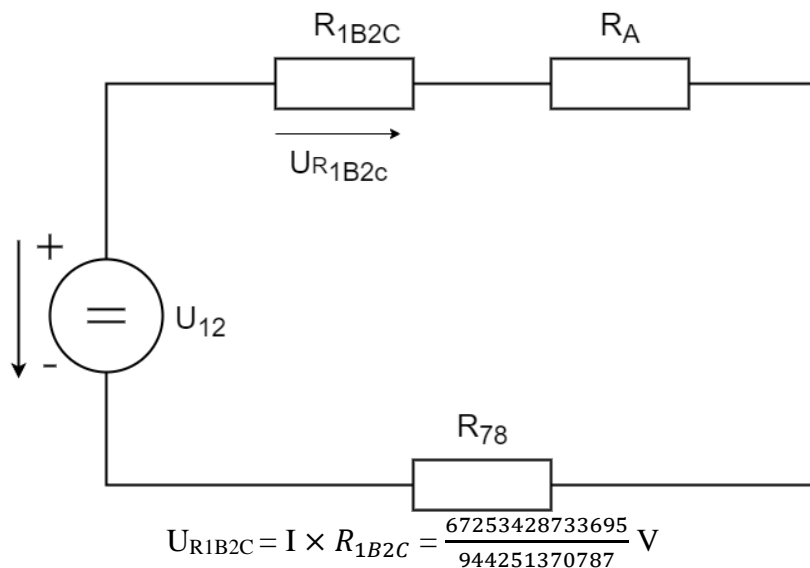 R1B2C RA
UR1B2c
+
=
U12
-
R78
UR1B2C = I × R1B2C = 67253428733695/944251370787 V